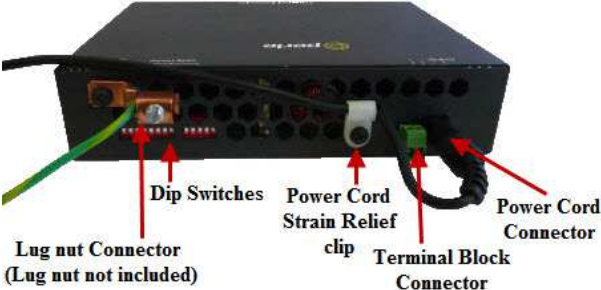 perle
Dip Switches
Power Cord
Strain Relief
clip
Power Cord
Connector
Terminal Block
Connector
Lug nut Connector
(Lug nut not included)